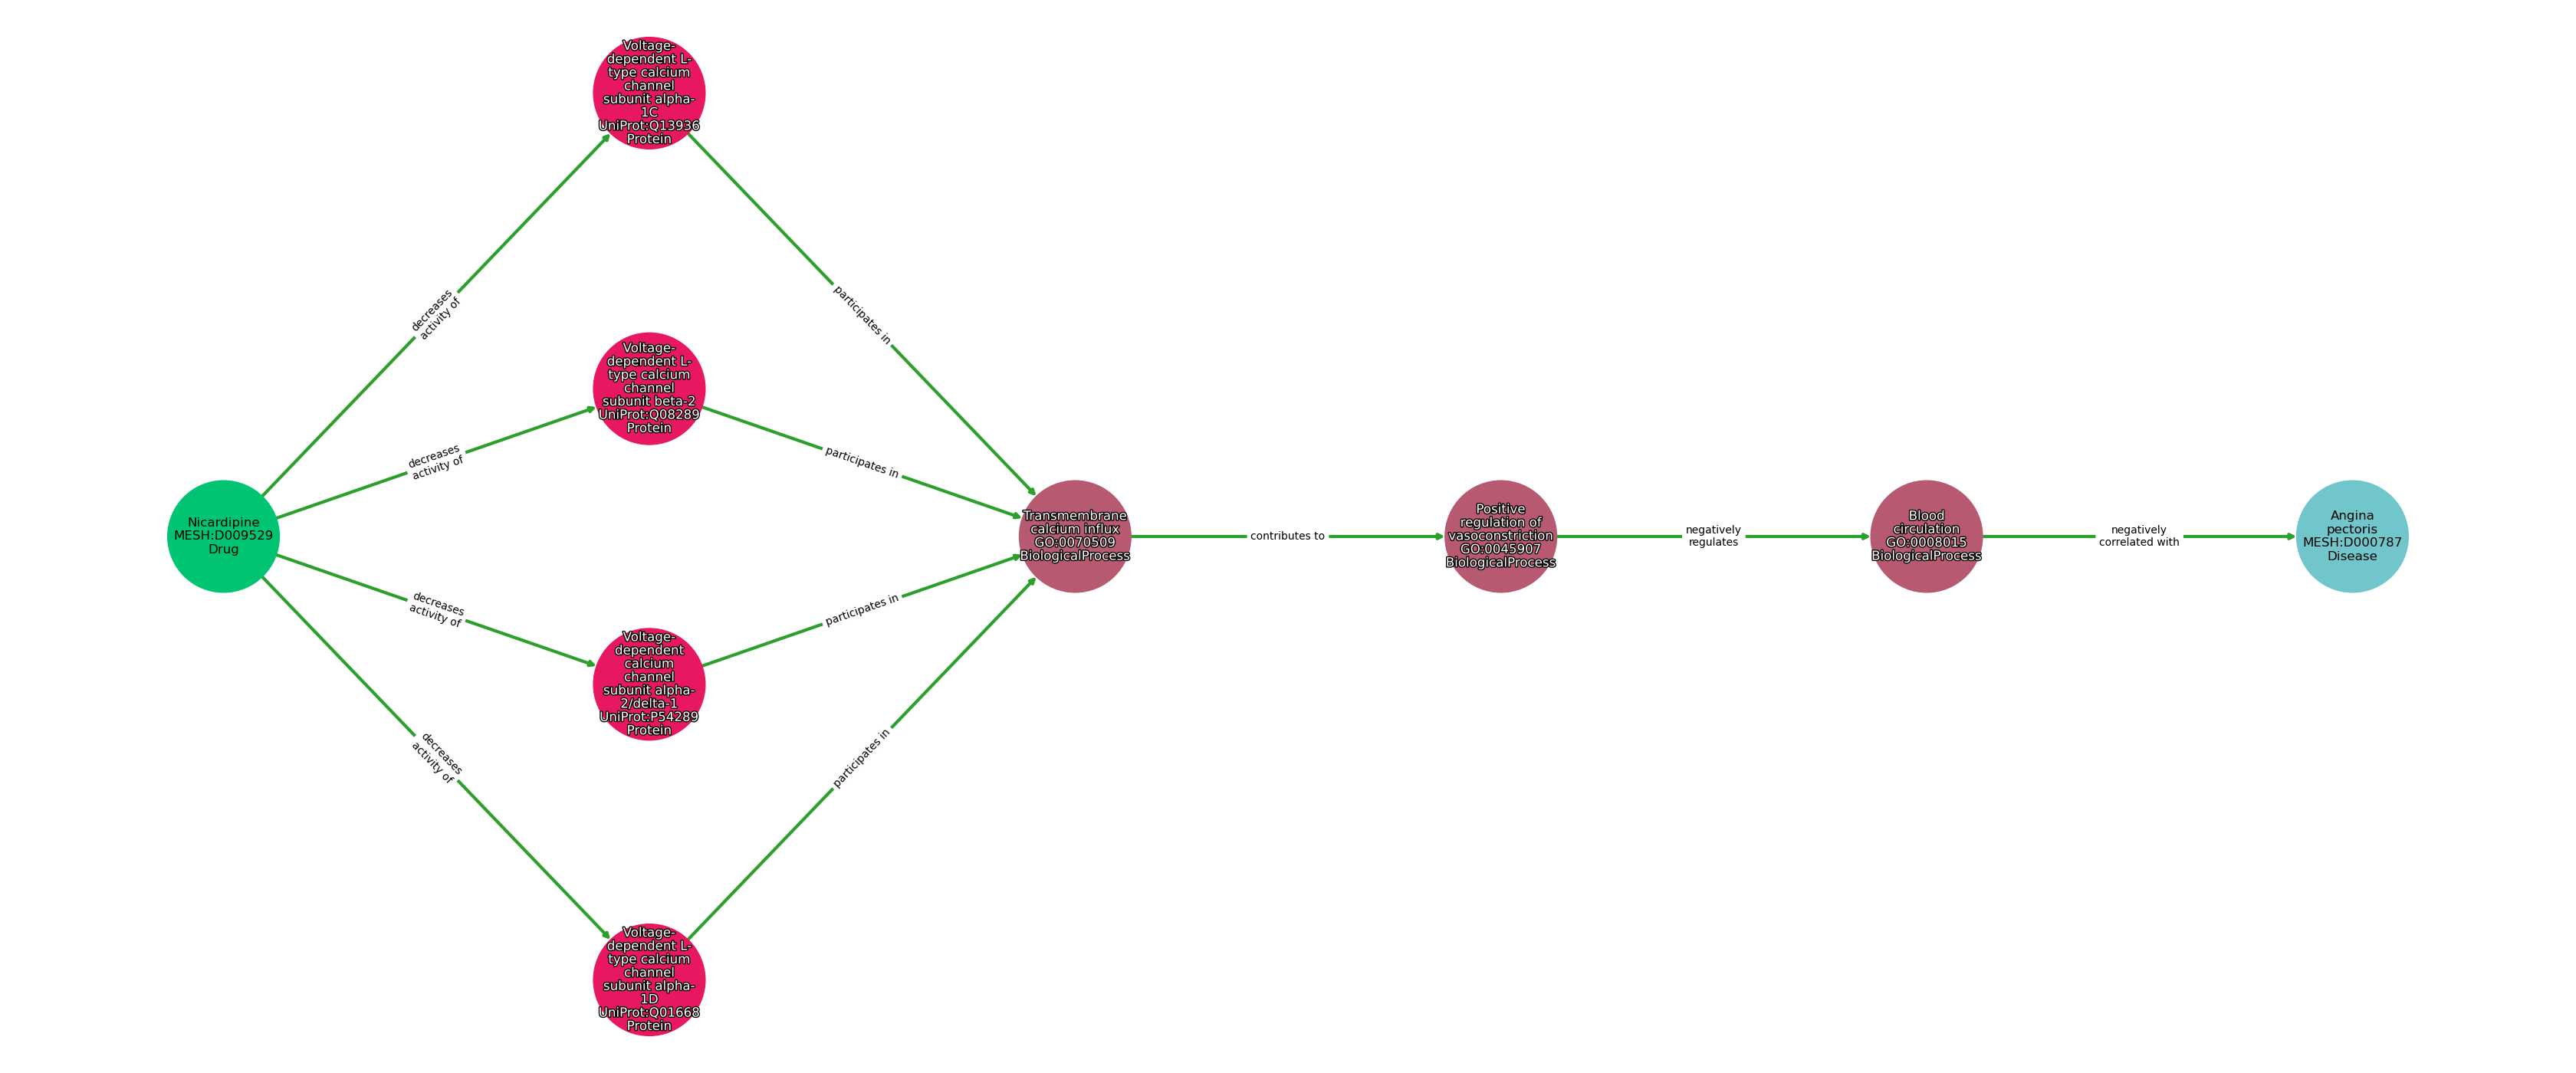 Voltage-
dependent L-
type calcium
channel
subunit alpha-
1C
UniProt:Q13936
Protein
decreases
activity of
participates in
Voltage-
dependent L-
type calcium
channel
subunit beta-2
UniProt:Q08289
Protein
decreases
activity of
participates in
Nicardipine
MESH:D009529
Drug
Transmembrane
calcium influx
GO:0070509
BiologicalProcess
contributes to
Positive
regulation of
vasoconstriction
GO:0045907
BiologicalProcess
negatively
regulates
Blood
circulation
GO:0008015
BiologicalProcess
negatively
correlated with
Angina
pectoris
MESH:D000787
Disease
decreases
activity of
participates in
Voltage-
dependent
calcium
channel
subunit alpha-
2/delta-1
UniProt:P54289
Protein
decreases
activity of
participates in
Voltage-
dependent L-
type calcium
channel
subunit alpha-
1D
UniProt:Q01668
Protein